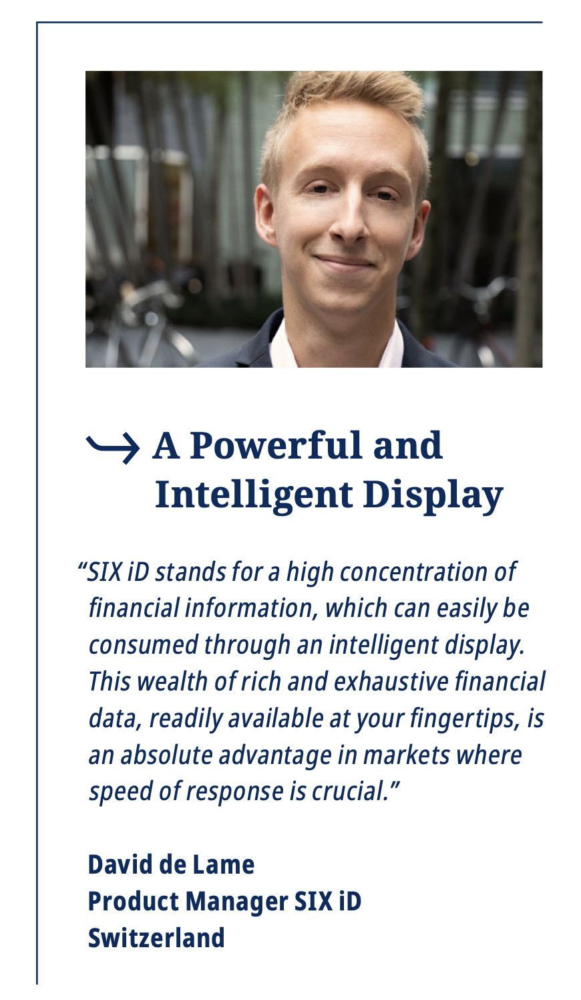 A Powerful and
Intelligent Display
“SIX iD stands for a high concentration of
financial information, which can easily be
consumed through an intelligent display.
This wealth of rich and exhaustive financial
data, readily available at your fingertips, is
an absolute advantage in markets where
speed of response is crucial.”
David de Lame
Product Manager SIX iD
Switzerland